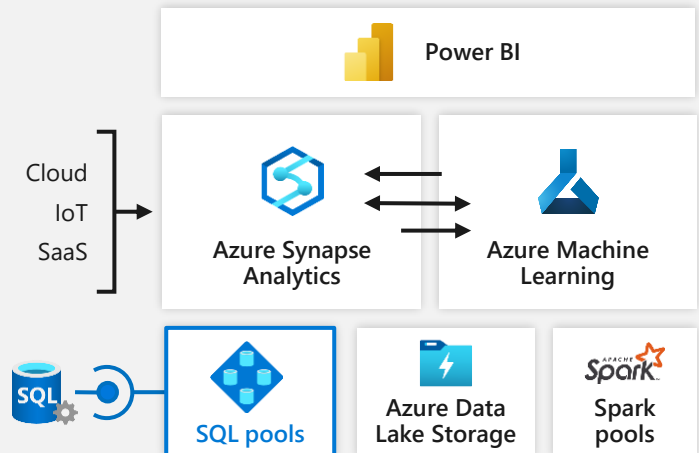 Power BI
Cloud
IoT
SaaS
Azure Synapse
Analytics
Azure Machine
Learning
SQL
SQL pools
Azure Data
Lake Storage
APACHE
Spark
Spark
pools